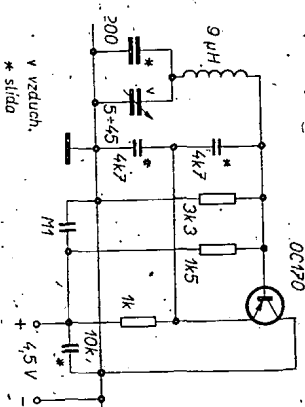 200
*
9 μH
v
5÷45
4k7
*
4k7
*
OC170
3k3
M1
1k5
1k
+
4,5 V
-
10k
*
v vzduch.
* slída